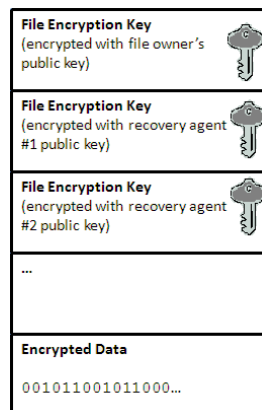 File Encryption Key
(encrypted with file owner's
public key)
File Encryption Key
(encrypted with recovery agent
#1 public key)
File Encryption Key
(encrypted with recovery agent
#2 public key)
...
Encrypted Data
001011001011000...